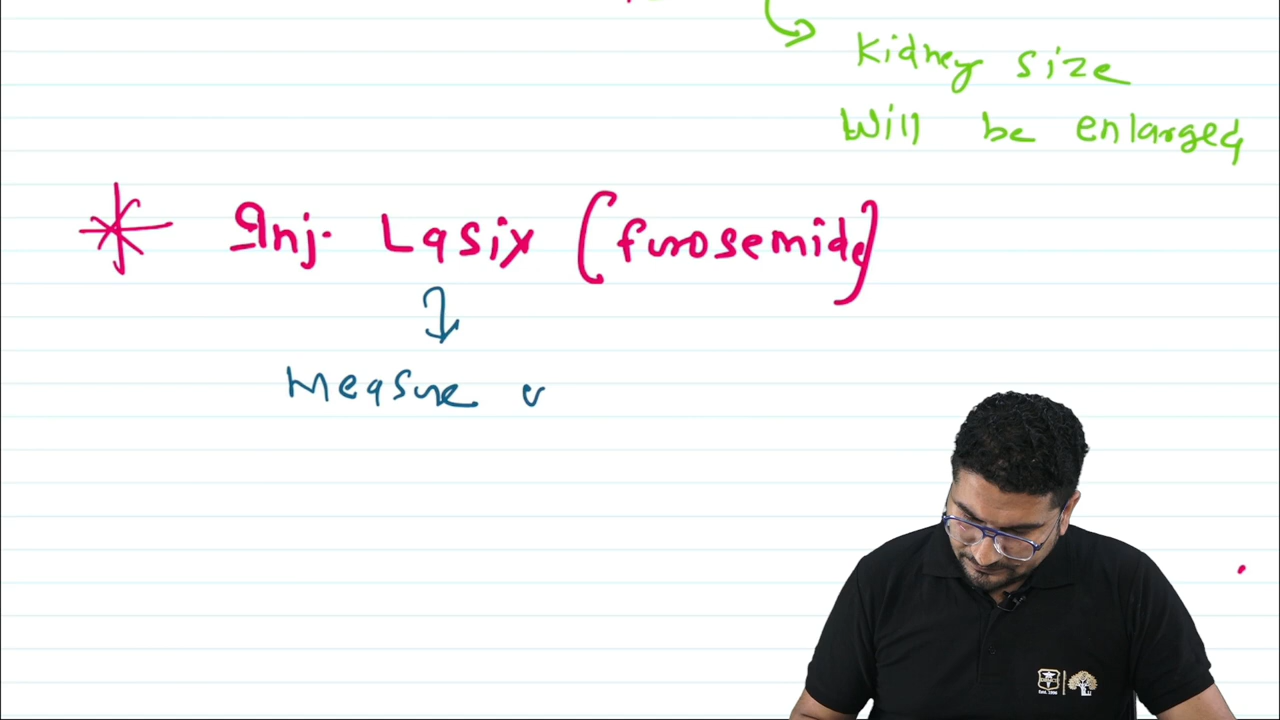 Kidney size
will be enlarged
* Inj. Lasix (furosemide)
Measure